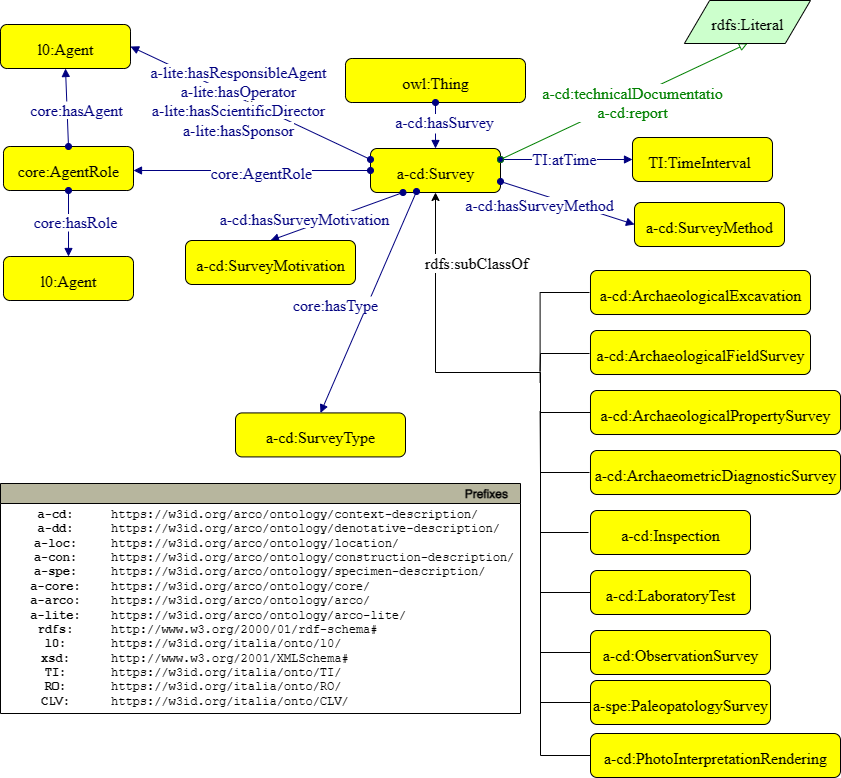 rdfs:Literal
l0:Agent
a-lite:hasResponsibleAgent
a-lite:hasOperator
a-lite:hasScientificDirector
a-lite:hasSponsor
owl:Thing
a-cd:technicalDocumentatio
a-cd:report
core:hasAgent
a-cd:hasSurvey
core:AgentRole
core:AgentRole
a-cd:Survey
TI:atTime
TI:TimeInterval
core:hasRole
a-cd:hasSurveyMotivation
a-cd:hasSurveyMethod
a-cd:SurveyMethod
l0:Agent
a-cd:SurveyMotivation
rdfs:subClassOf
core:hasType
a-cd:ArchaeologicalExcavation
a-cd:ArchaeologicalFieldSurvey
a-cd:ArchaeologicalPropertySurvey
a-cd:SurveyType
a-cd:ArchaeometricDiagnosticSurvey
a-cd:Inspection
a-cd:LaboratoryTest
a-cd:ObservationSurvey
a-spe:PaleopatologySurvey
a-cd:PhotoInterpretationRendering
Prefixes
a-cd: https://w3id.org/arco/ontology/context-description/
a-dd: https://w3id.org/arco/ontology/denotative-description/
a-loc: https://w3id.org/arco/ontology/location/
a-con: https://w3id.org/arco/ontology/construction-description/
a-spe: https://w3id.org/arco/ontology/specimen-description/
a-core: https://w3id.org/arco/ontology/core/
a-arco: https://w3id.org/arco/ontology/arco/
a-lite: https://w3id.org/arco/ontology/arco-lite/
rdfs: http://www.w3.org/2000/01/rdf-schema#
l0: https://w3id.org/italia/onto/l0/
xsd: http://www.w3.org/2001/XMLSchema#
TI: https://w3id.org/italia/onto/TI/
RO: https://w3id.org/italia/onto/RO/
CLV: https://w3id.org/italia/onto/CLV/